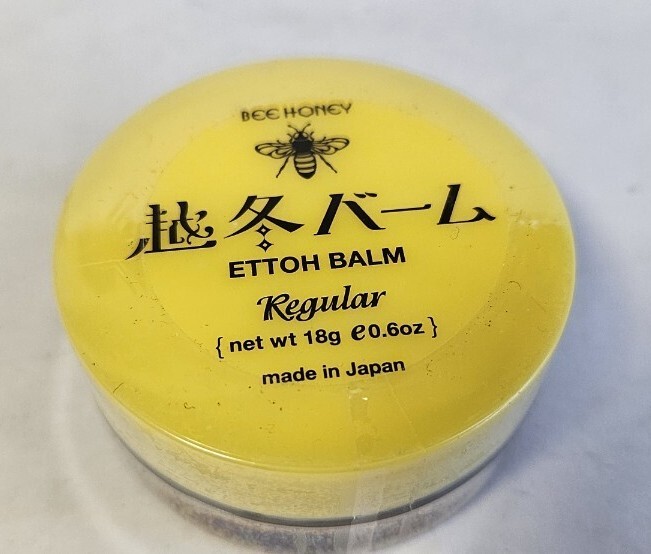 BEE HONEY
越冬バーム
ETTOH BALM
Regular
{ net wt 18g ℮0.6oz }
made in Japan